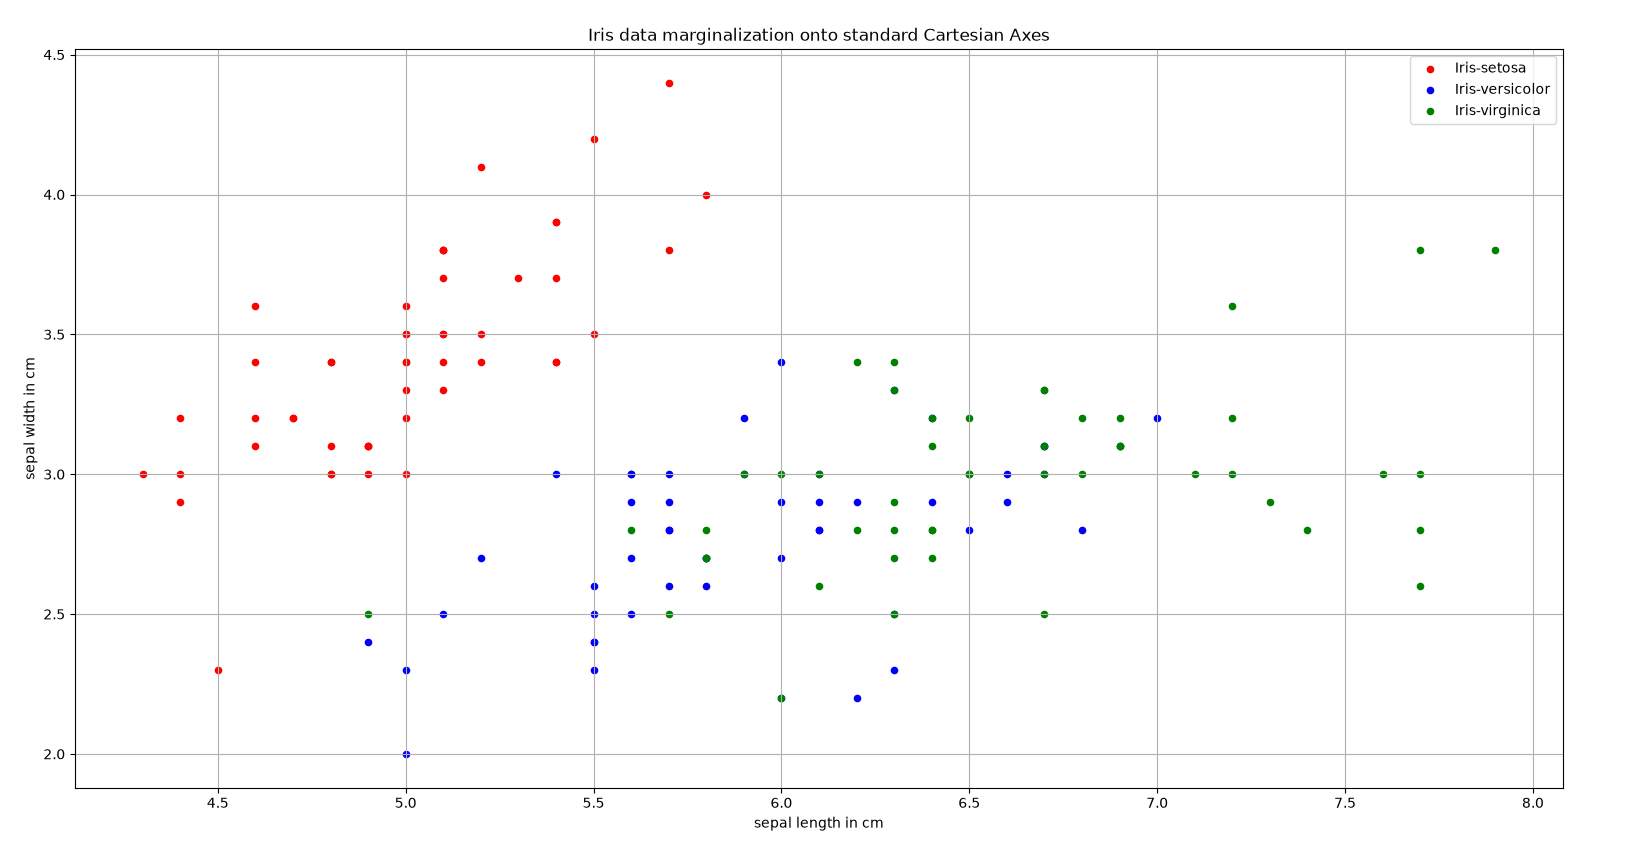 Iris data marginalization onto standard Cartesian Axes
Iris-setosa
Iris-versicolor
Iris-virginica
sepal width in cm
4.5
4.0
3.5
3.0
2.5
2.0
4.5 5.0 5.5 6.0 6.5 7.0 7.5 8.0
sepal length in cm